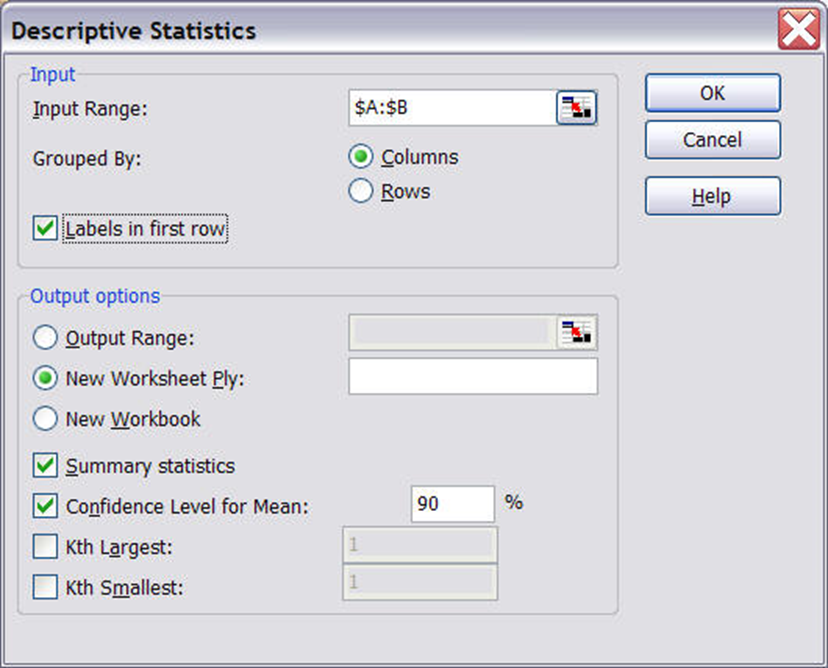 Descriptive Statistics
Input
Input Range: $A:$B
Grouped By: Columns
Rows
Labels in first row
OK
Cancel
Help
Output options
Output Range:
New Worksheet Ply:
New Workbook
Summary statistics
Confidence Level for Mean: 90 %
Kth Largest: 1
Kth Smallest: 1